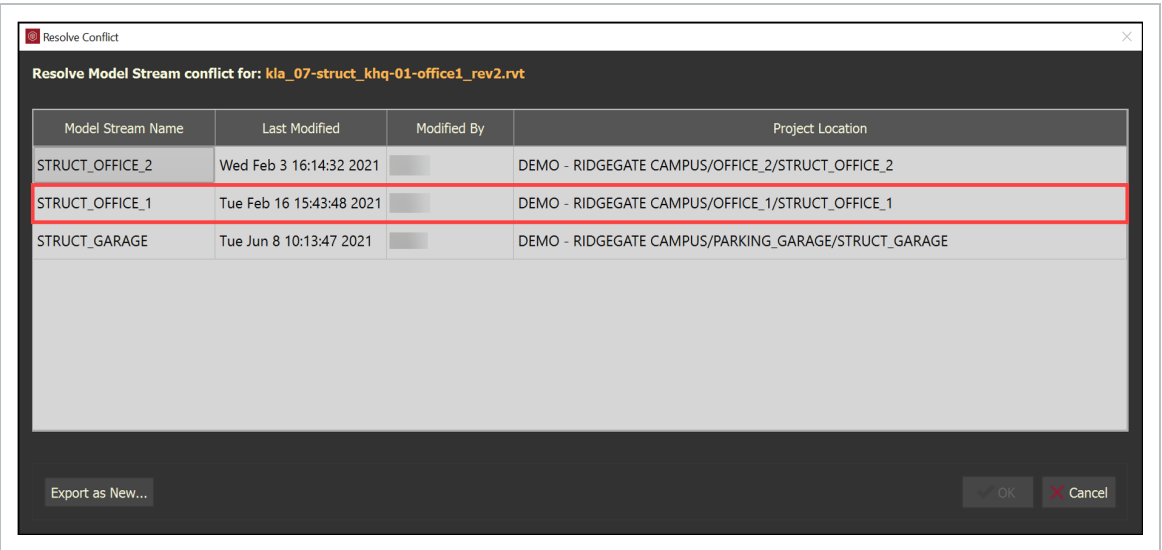 Resolve Conflict
Resolve Model Stream conflict for: kla_07-struct_khq-01-office1_rev2.rvt
Model Stream Name Last Modified Modified By Project Location
STRUCT_OFFICE_2 Wed Feb 3 16:14:32 2021 DEMO - RIDGEGATE CAMPUS/OFFICE_2/STRUCT_OFFICE_2
STRUCT_OFFICE_1 Tue Feb 16 15:43:48 2021 DEMO - RIDGEGATE CAMPUS/OFFICE_1/STRUCT_OFFICE_1
STRUCT_GARAGE Tue Jun 8 10:13:47 2021 DEMO - RIDGEGATE CAMPUS/PARKING_GARAGE/STRUCT_GARAGE
Export as New... OK Cancel